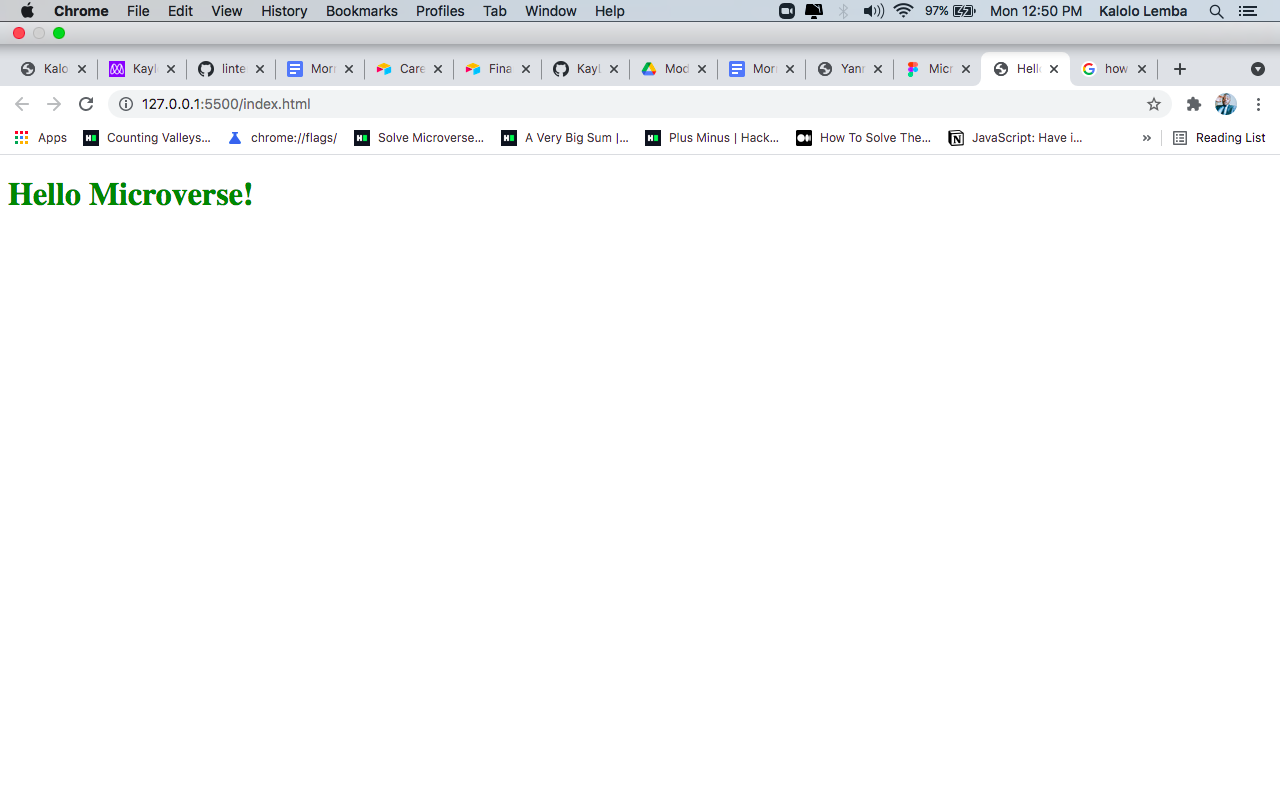 Chrome File Edit View History Bookmarks Profiles Tab Window Help 97% Mon 12:50 PM Kalolo Lemba
Kalo Kayl linte Morn Care Fina KayL Mod Morn Yann Micr Hello how
127.0.0.1:5500/index.html
Apps Counting Valleys... chrome://flags/ Solve Microverse... A Very Big Sum |... Plus Minus | Hack... How To Solve The... JavaScript: Have i... » Reading List
Hello Microverse!